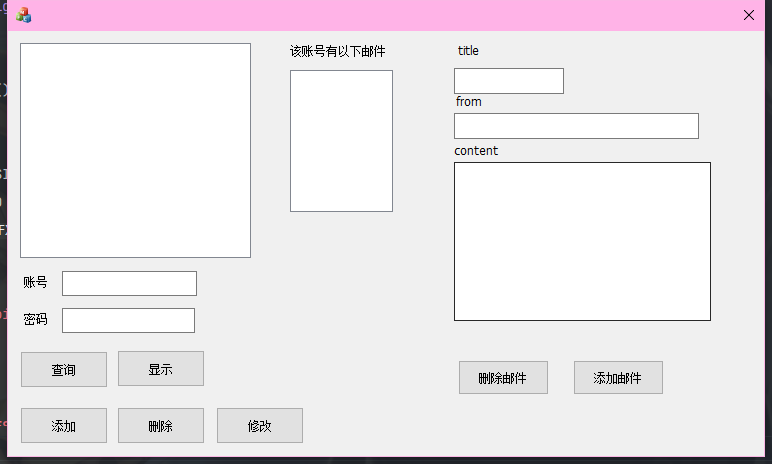 该账号有以下邮件
title
from
content
账号
密码
查询
显示
添加
删除
修改
删除邮件
添加邮件